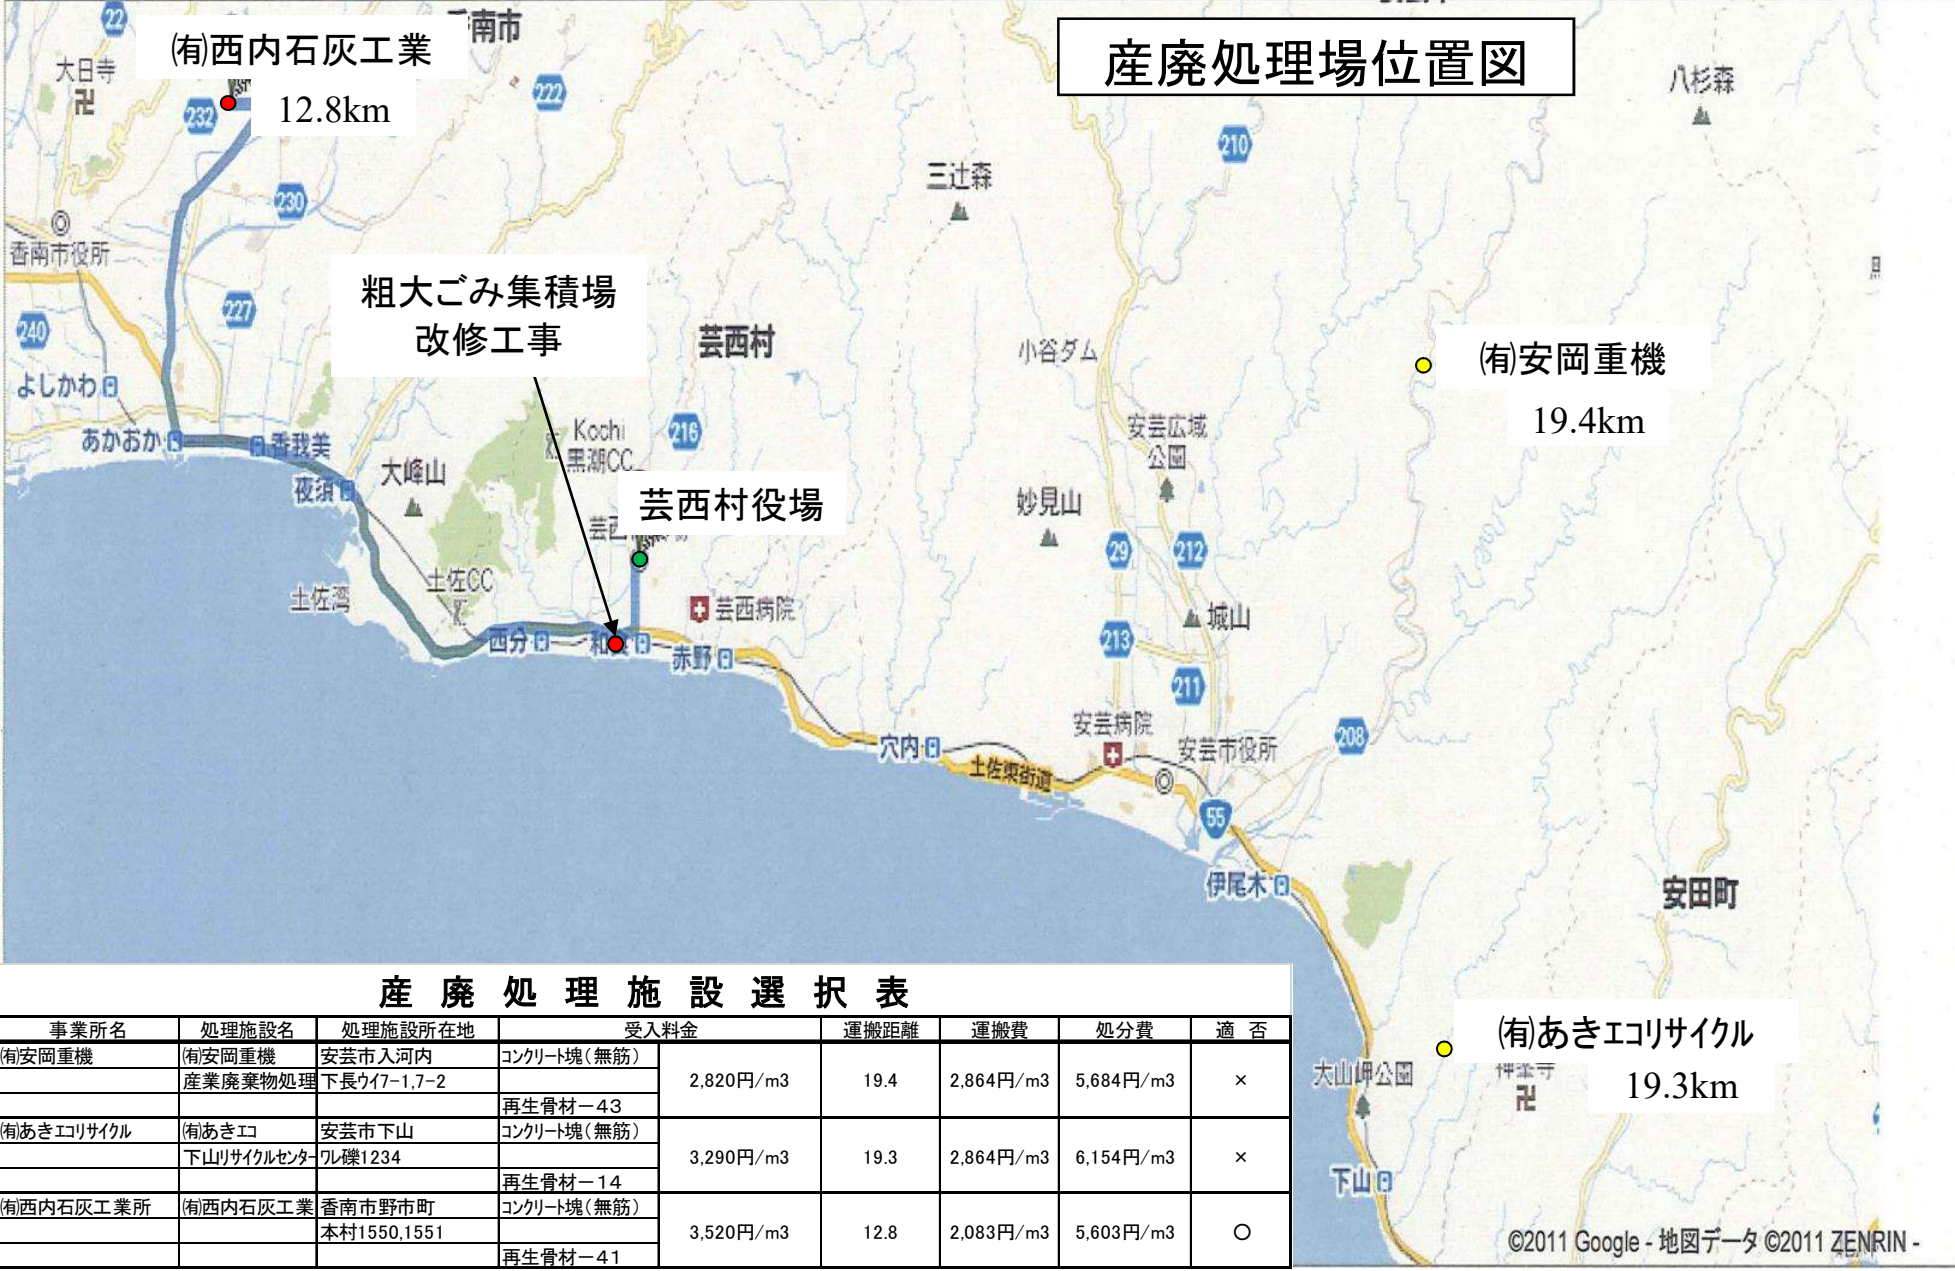 産廃処理場位置図
㈲西内石灰工業
12.8km
南市
22
大日寺
232
222
230
210
八杉森
三辻森
香南市役所
227
240
粗大ごみ集積場
改修工事
芸西村
小谷ダム
㈲安岡重機
19.4km
よしかわ
あかおか
香我美
夜須
大峰山
Kochi
黒潮CC
216
安芸広域
公園
芸西村役場
妙見山
29
212
土佐湾
土佐CC
芸西病院
城山
213
西分
赤野
211
穴内
土佐東街道
安芸病院
安芸市役所
208
55
伊尾木
安田町
㈲あきエコリサイクル
19.3km
大山岬公園
下山
産廃処理施設選択表
事業所名 処理施設名 処理施設所在地 受入料金 運搬距離 運搬費 処分費 適否
㈲安岡重機 ㈲安岡重機 安芸市入河内 コンクリート塊(無筋)
産業廃棄物処理 下長ウイ7-1,7-2 2,820円/m3 19.4 2,864円/m3 5,684円/m3 ×
再生骨材－43
㈲あきエコリサイクル ㈲あきエコ 安芸市下山 コンクリート塊(無筋)
下山リサイクルセンター ワレ礫1234 3,290円/m3 19.3 2,864円/m3 6,154円/m3 ×
再生骨材－14
㈲西内石灰工業所 ㈲西内石灰工業 香南市野市町 コンクリート塊(無筋)
本村1550,1551 3,520円/m3 12.8 2,083円/m3 5,603円/m3 ○
再生骨材－41
©2011 Google - 地図データ ©2011 ZENRIN -